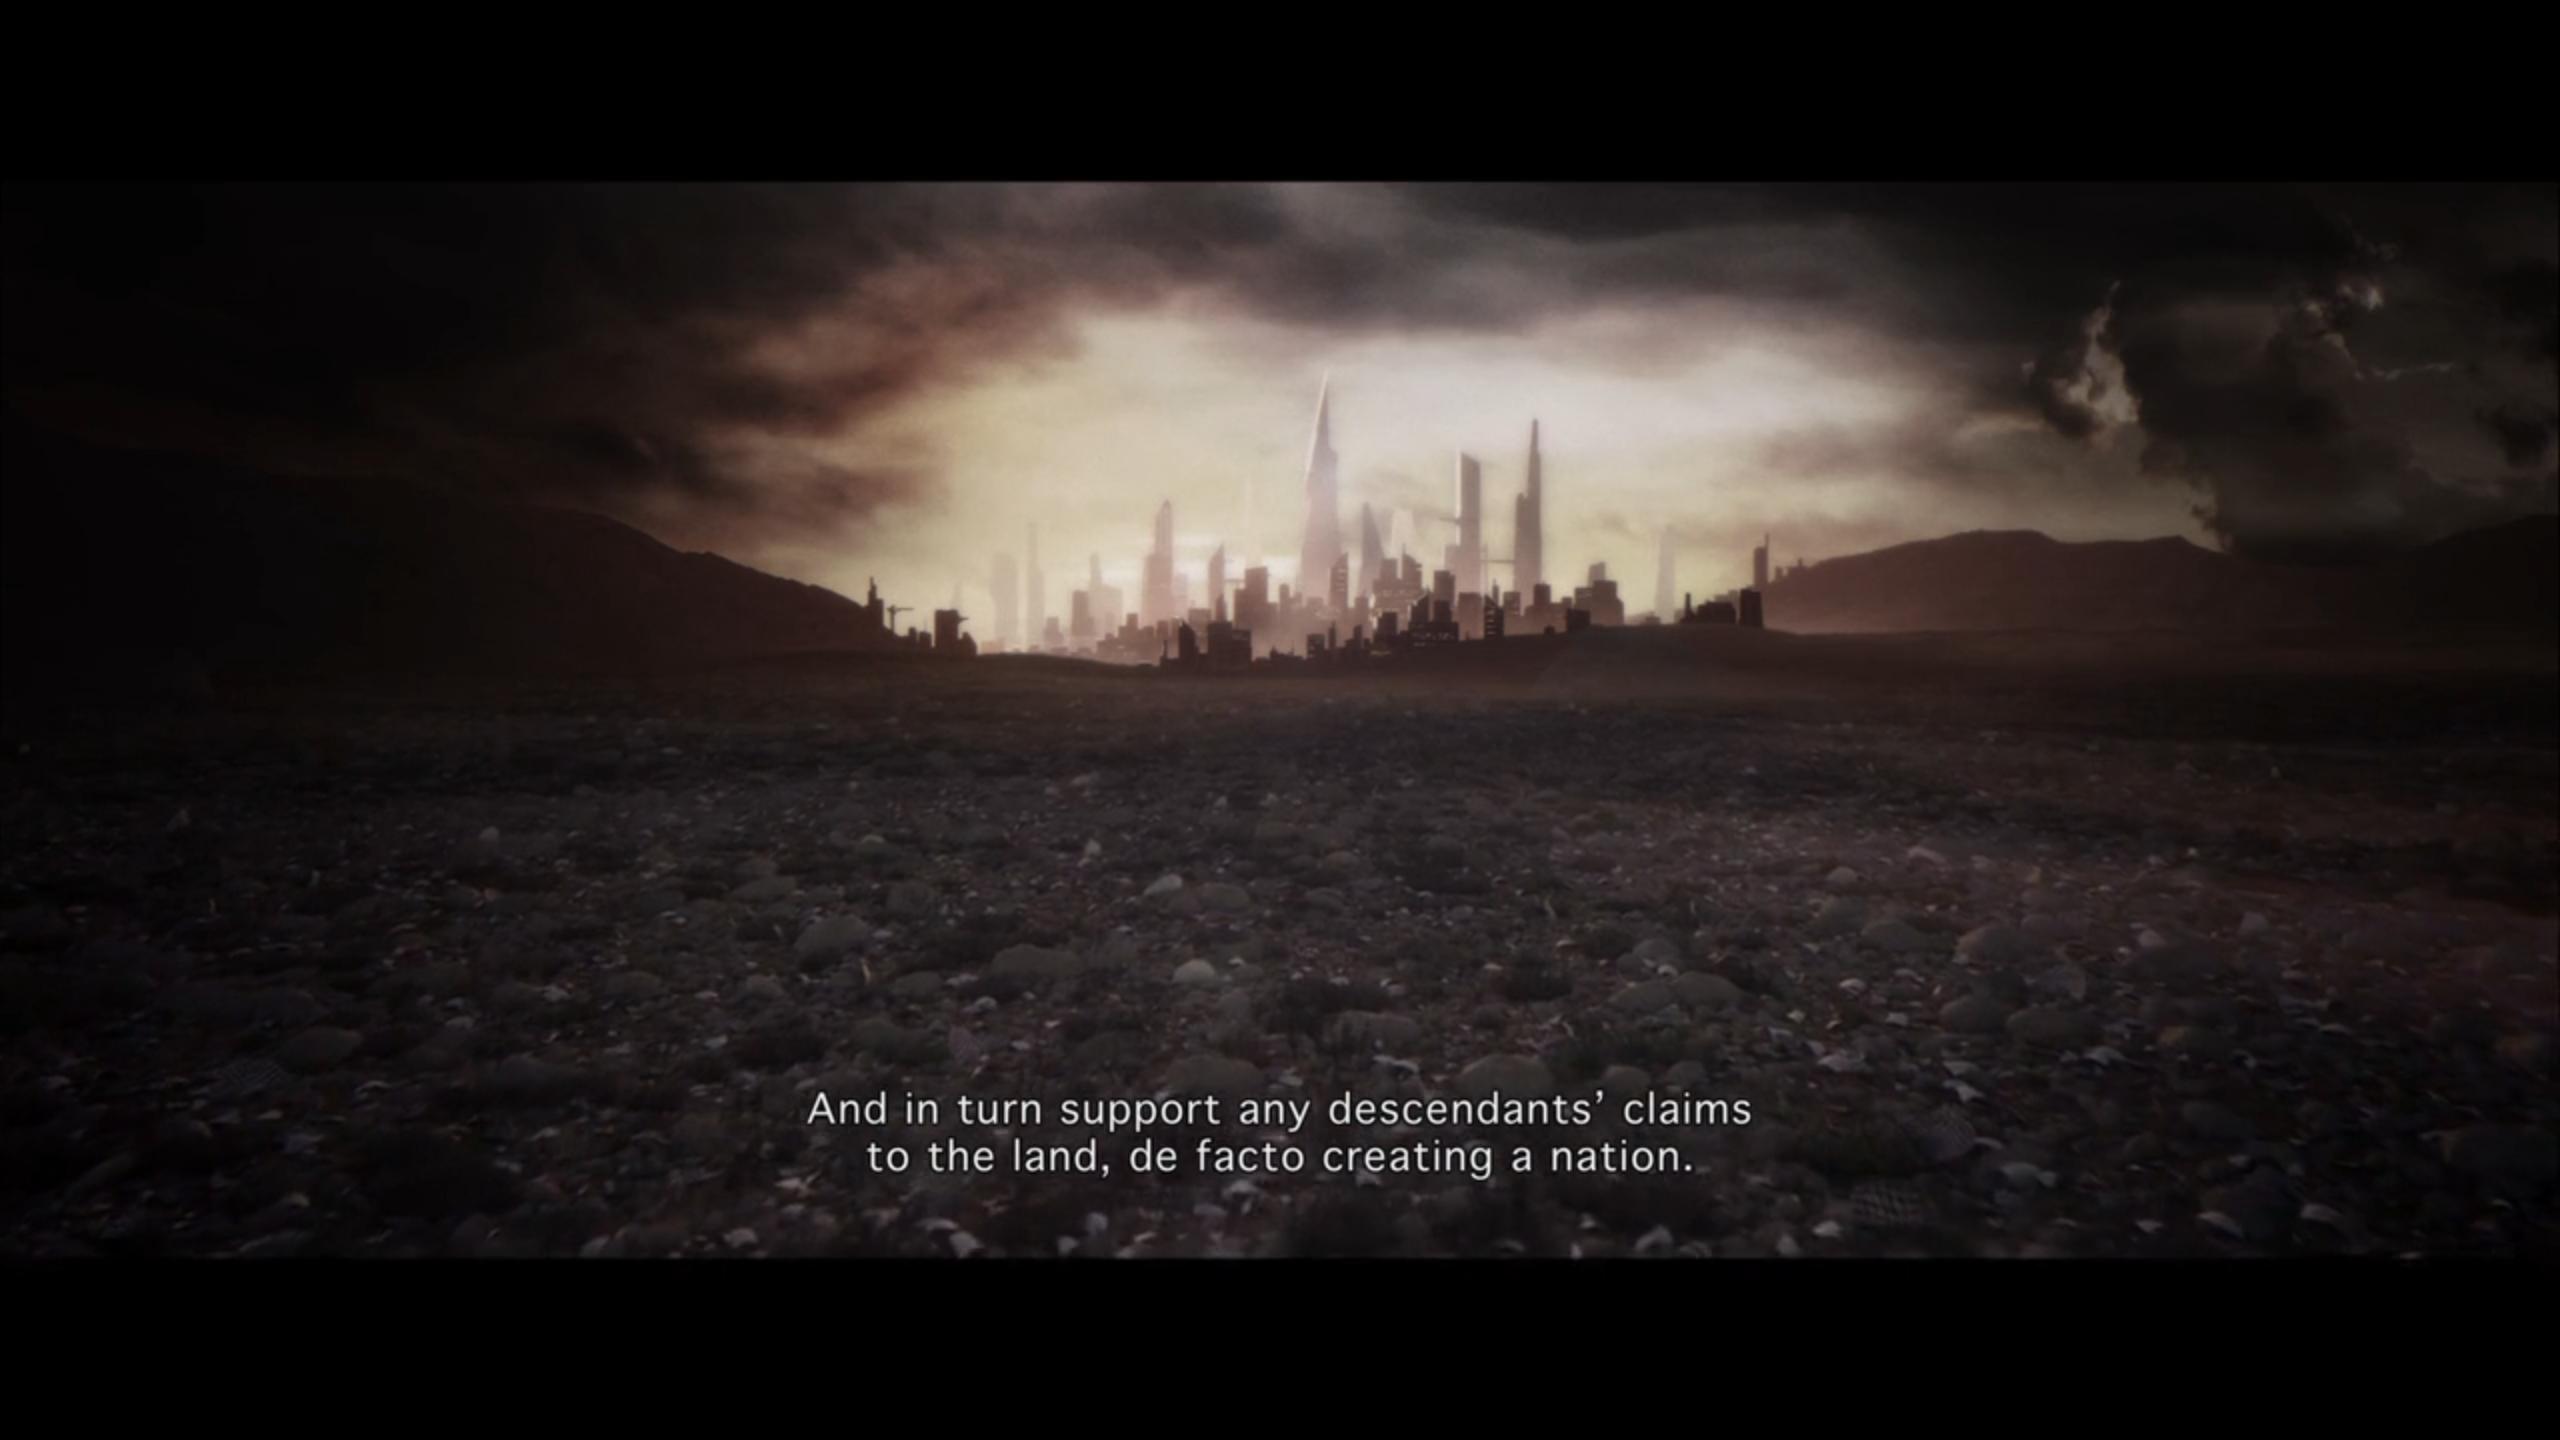 And in turn support any descendants’ claims
to the land, de facto creating a nation.